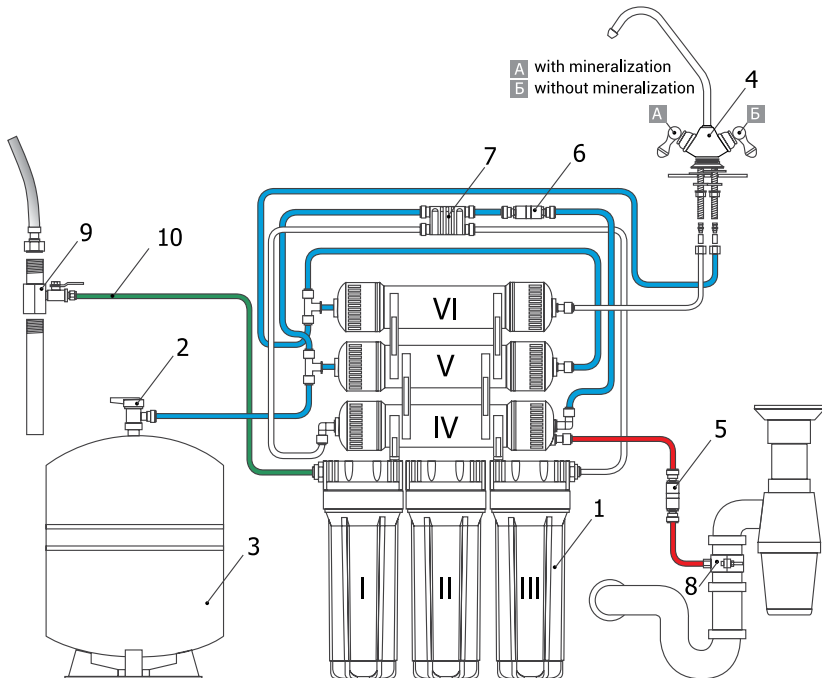 А with mineralization
Б without mineralization
4
А
Б
7
6
9
10
VI
2
V
IV
5
1
3
I
II
III
8